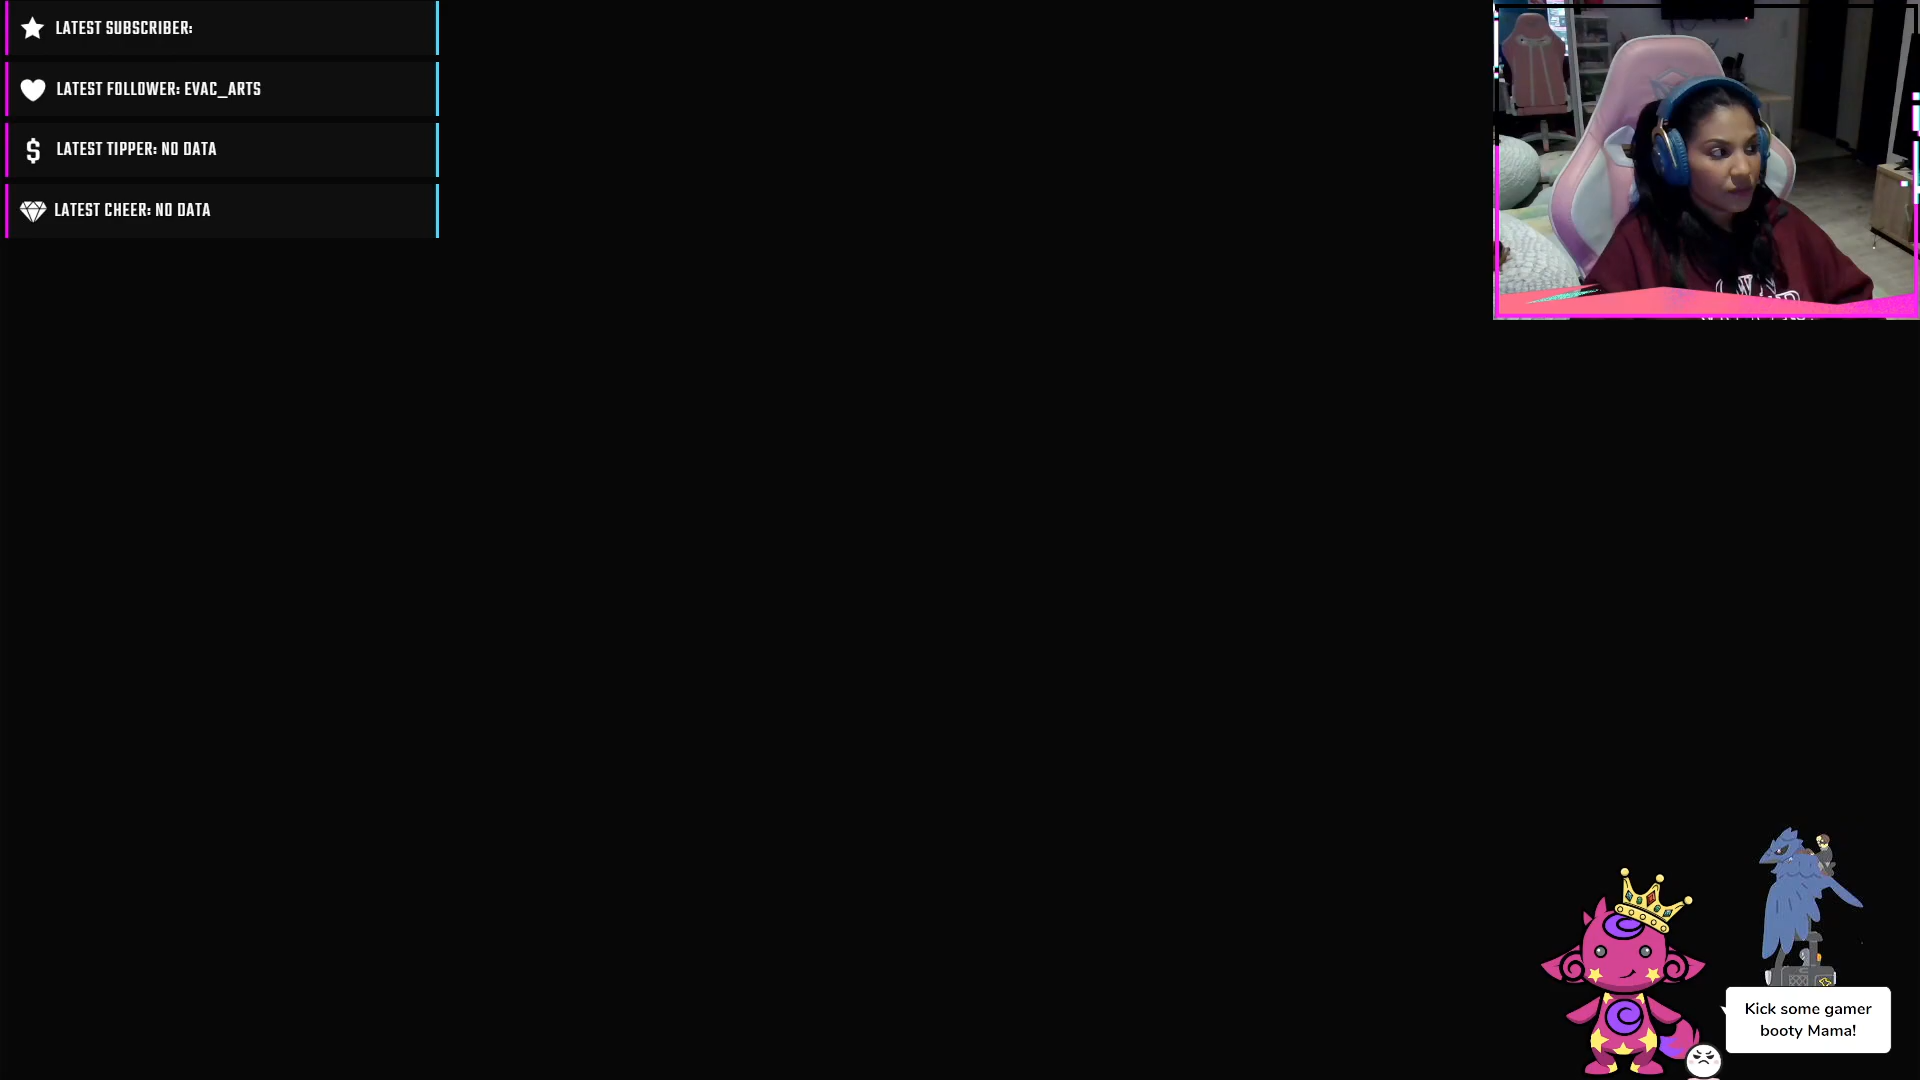 LATEST SUBSCRIBER:
LATEST FOLLOWER: EVAC_ARTS
LATEST TIPPER: NO DATA
LATEST CHEER: NO DATA
Kick some gamer
booty Mama!